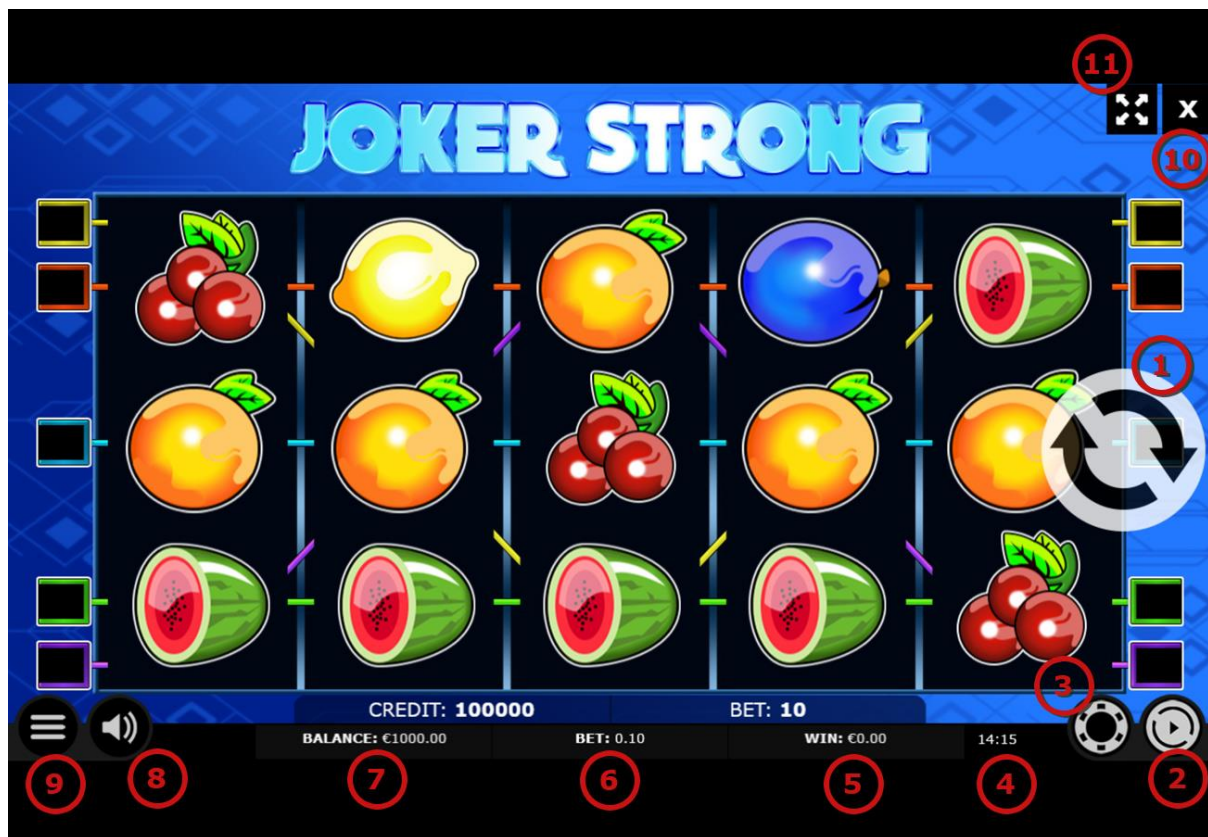 11
JOKER STRONG
X
10
1
3
CREDIT: 100000 BET: 10
BALANCE: €1000.00 BET: 0.10 WIN: €0.00 14:15
9 8 7 6 5 4 2